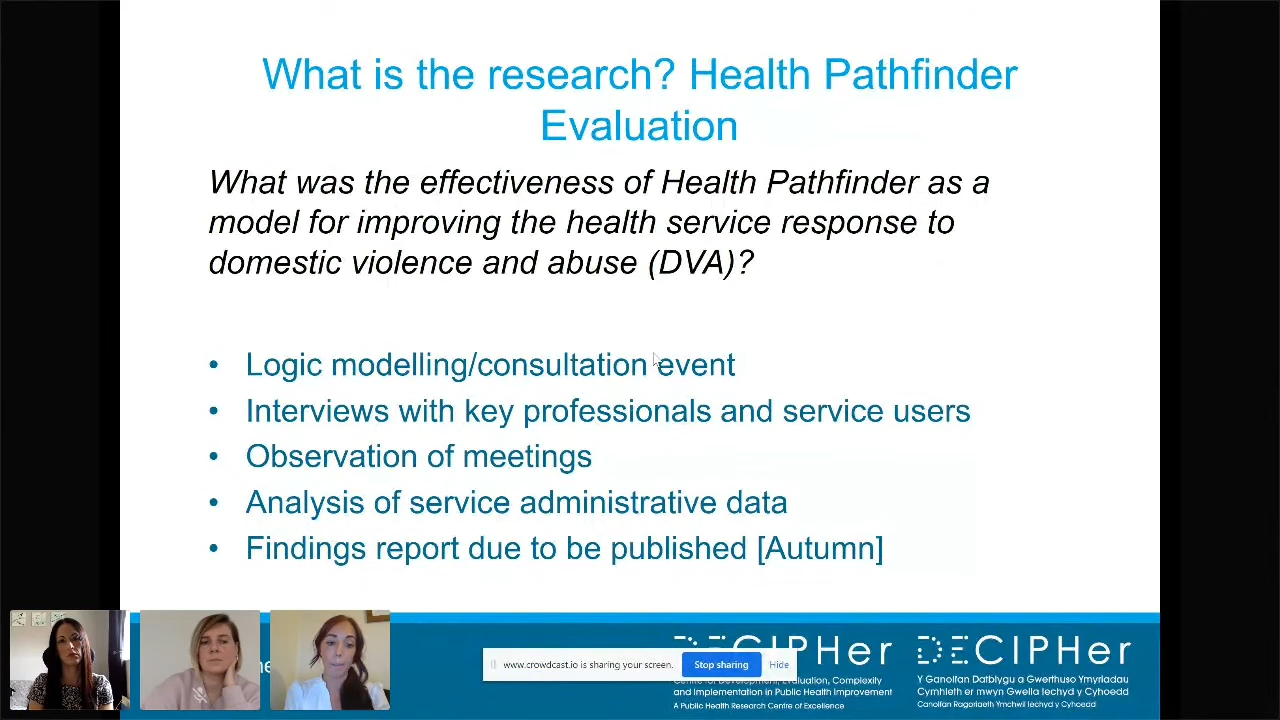 What is the research? Health Pathfinder
Evaluation
What was the effectiveness of Health Pathfinder as a
model for improving the health service response to
domestic violence and abuse (DVA)?
• Logic modelling/consultation event
• Interviews with key professionals and service users
• Observation of meetings
• Analysis of service administrative data
• Findings report due to be published [Autumn]
DECIPHer
www.crowdcast.io is sharing your screen. Stop sharing Hide
Centre for Development, Evaluation, Complexity
and Implementation in Public Health Improvement
A Public Health Research Centre of Excellence
DECIPHer
Y Ganolfan Datblygu a Gwerthuso Ymyriadau
Cymhleth er mwyn Gwella Iechyd y Cyhoedd
Canolfan Ragoriaeth Ymchwil Iechyd y Cyhoedd